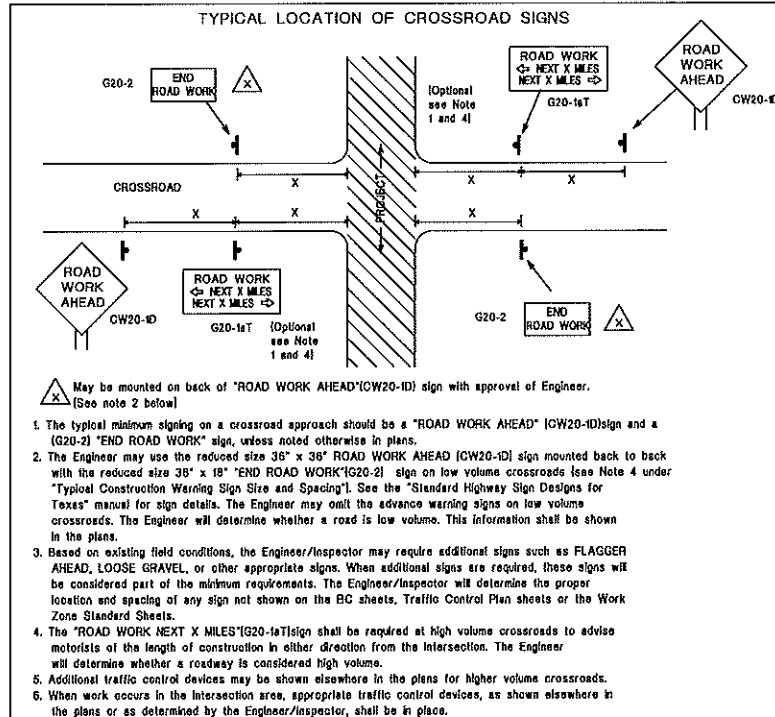 TYPICAL LOCATION OF CROSSROAD SIGNS
G20-2
END
ROAD WORK
X
(Optional
see Note
1 and 4)
ROAD WORK
⇦ NEXT X MILES
NEXT X MILES ⇨
G20-1aT
ROAD
WORK
AHEAD
CW20-1D
X
X
X
CROSSROAD
PROJECT
X
X
X
ROAD
WORK
AHEAD
CW20-1D
ROAD WORK
⇦ NEXT X MILES
NEXT X MILES ⇨
G20-1aT
(Optional
see Note
1 and 4)
G20-2
END
ROAD WORK
X
X May be mounted on back of "ROAD WORK AHEAD"(CW20-1D) sign with approval of Engineer.
(See note 2 below)
1. The typical minimum signing on a crossroad approach should be a "ROAD WORK AHEAD" (CW20-1D)sign and a
(G20-2) "END ROAD WORK" sign, unless noted otherwise in plans.
2. The Engineer may use the reduced size 36" x 36" ROAD WORK AHEAD (CW20-1D) sign mounted back to back
with the reduced size 36" x 18" "END ROAD WORK"(G20-2) sign on low volume crossroads (see Note 4 under
"Typical Construction Warning Sign Size and Spacing"). See the "Standard Highway Sign Designs for
Texas" manual for sign details. The Engineer may omit the advance warning signs on low volume
crossroads. The Engineer will determine whether a road is low volume. This information shall be shown
in the plans.
3. Based on existing field conditions, the Engineer/Inspector may require additional signs such as FLAGGER
AHEAD, LOOSE GRAVEL, or other appropriate signs. When additional signs are required, these signs will
be considered part of the minimum requirements. The Engineer/Inspector will determine the proper
location and spacing of any sign not shown on the BC sheets, Traffic Control Plan sheets or the Work
Zone Standard Sheets.
4. The "ROAD WORK NEXT X MILES"(G20-1aT)sign shall be required at high volume crossroads to advise
motorists of the length of construction in either direction from the intersection. The Engineer
will determine whether a roadway is considered high volume.
5. Additional traffic control devices may be shown elsewhere in the plans for higher volume crossroads.
6. When work occurs in the intersection area, appropriate traffic control devices, as shown elsewhere in
the plans or as determined by the Engineer/Inspector, shall be in place.